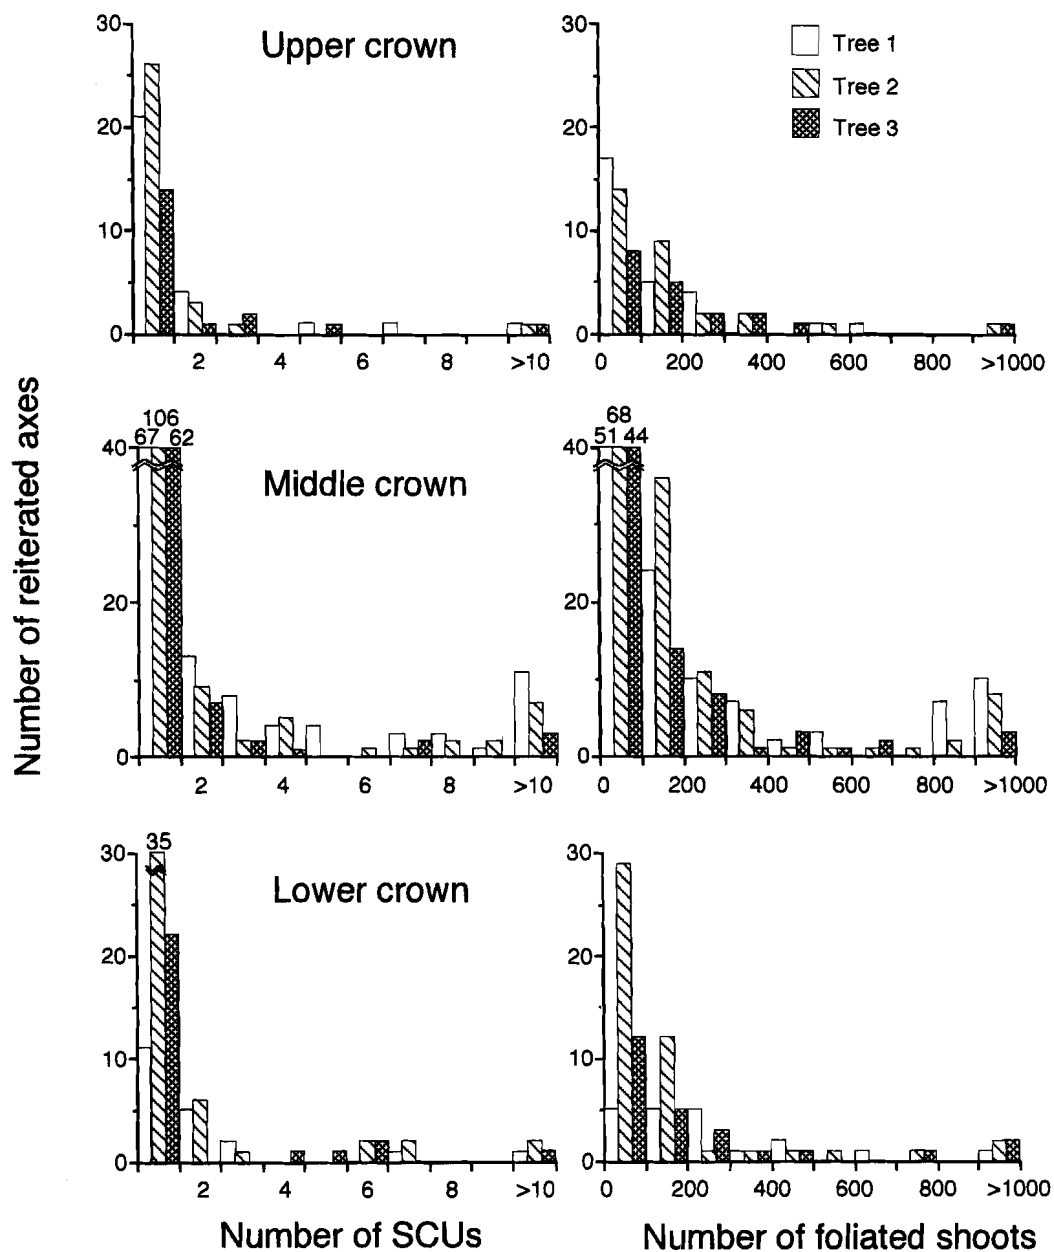 30
20
10
0
Upper crown
2 4 6 8 >10
30
20
10
0
Tree 1
Tree 2
Tree 3
0 200 400 600 800 >1000
Number of reiterated axes
40
20
0
106
67 62
Middle crown
2 4 6 8 >10
40
20
0
68
51 44
0 200 400 600 800 >1000
30
20
10
0
35
Lower crown
2 4 6 8 >10
Number of SCUs
30
20
10
0
0 200 400 600 800 >1000
Number of foliated shoots